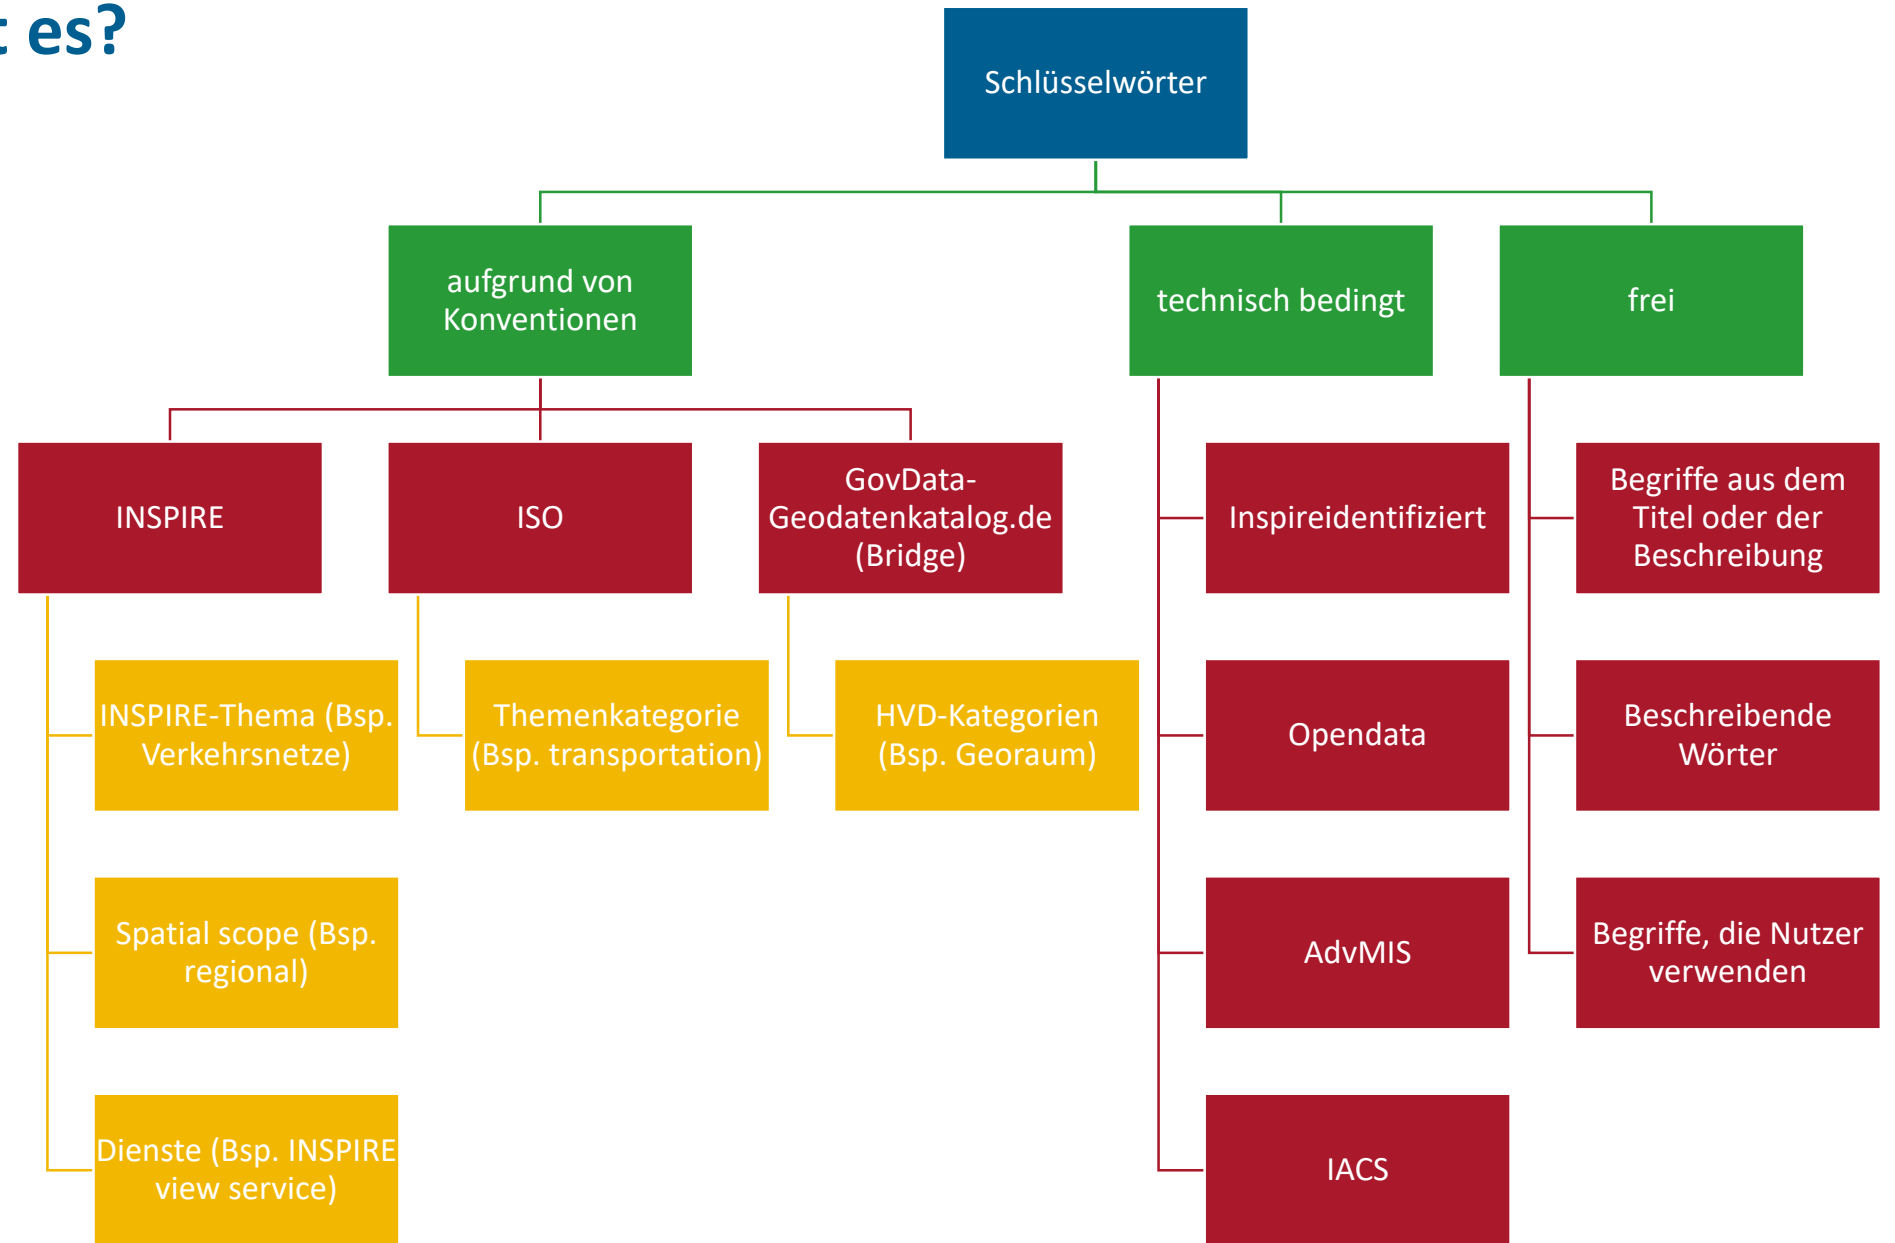 t es?
Schlüsselwörter
aufgrund von
Konventionen
technisch bedingt
frei
INSPIRE
ISO
GovData-
Geodatenkatalog.de
(Bridge)
Inspireidentifiziert
Begriffe aus dem
Titel oder der
Beschreibung
INSPIRE-Thema (Bsp.
Verkehrsnetze)
Themenkategorie
(Bsp. transportation)
HVD-Kategorien
(Bsp. Georaum)
Opendata
Beschreibende
Wörter
Spatial scope (Bsp.
regional)
AdvMIS
Begriffe, die Nutzer
verwenden
Dienste (Bsp. INSPIRE
view service)
IACS